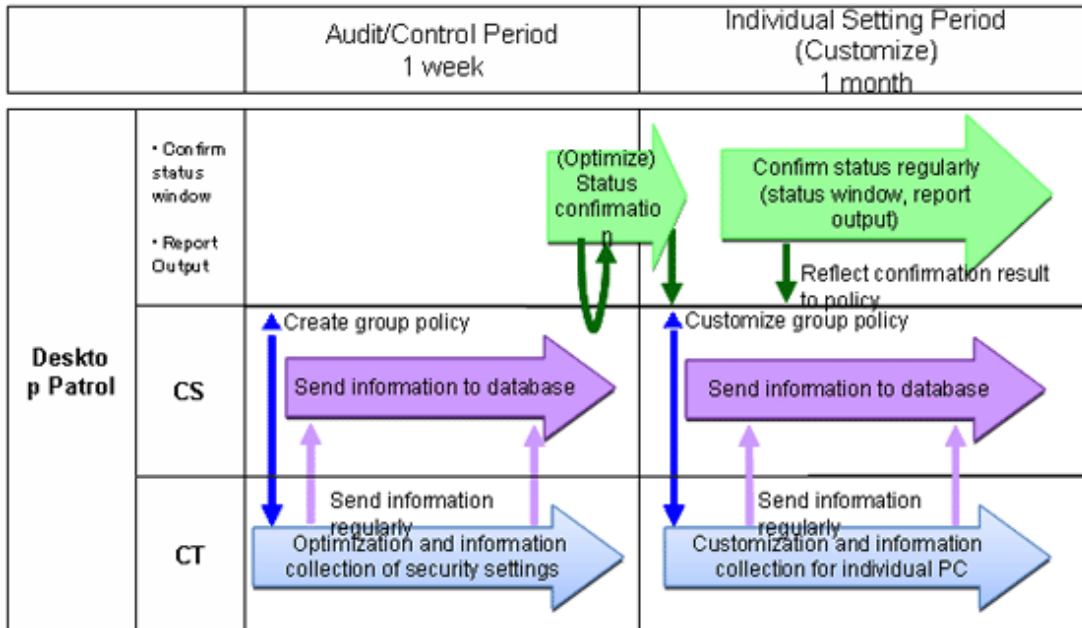 Audit/Control Period
1 week
Individual Setting Period
(Customize)
1 month
Deskto
p Patrol
• Confirm
status
window
• Report
Output
(Optimize)
Status
confirmatio
n
Confirm status regularly
(status window, report
output)
Reflect confirmation result
to policy
CS
Create group policy
Send information to database
Customize group policy
Send information to database
CT
Send information
regularly
Optimization and information
collection of security settings
Send information
regularly
Customization and information
collection for individual PC